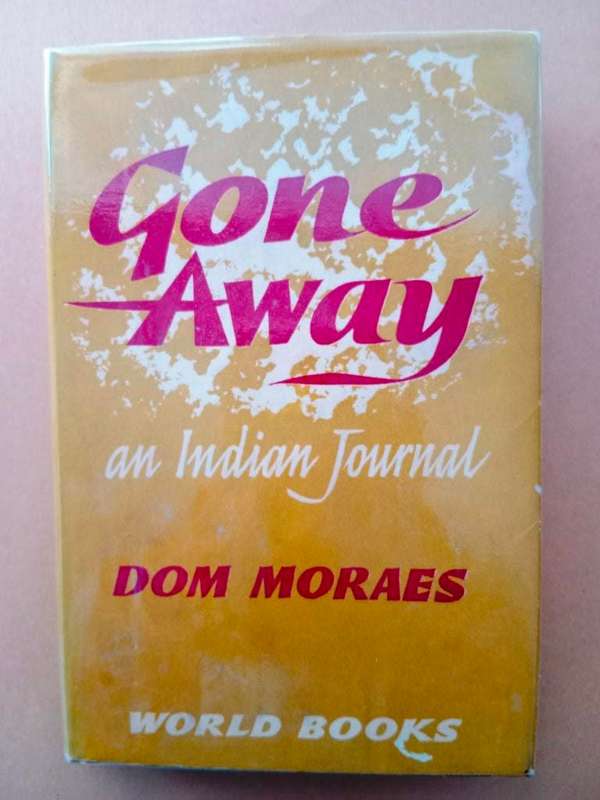 Gone
Away
an Indian Journal
DOM MORAES
WORLD BOOKS